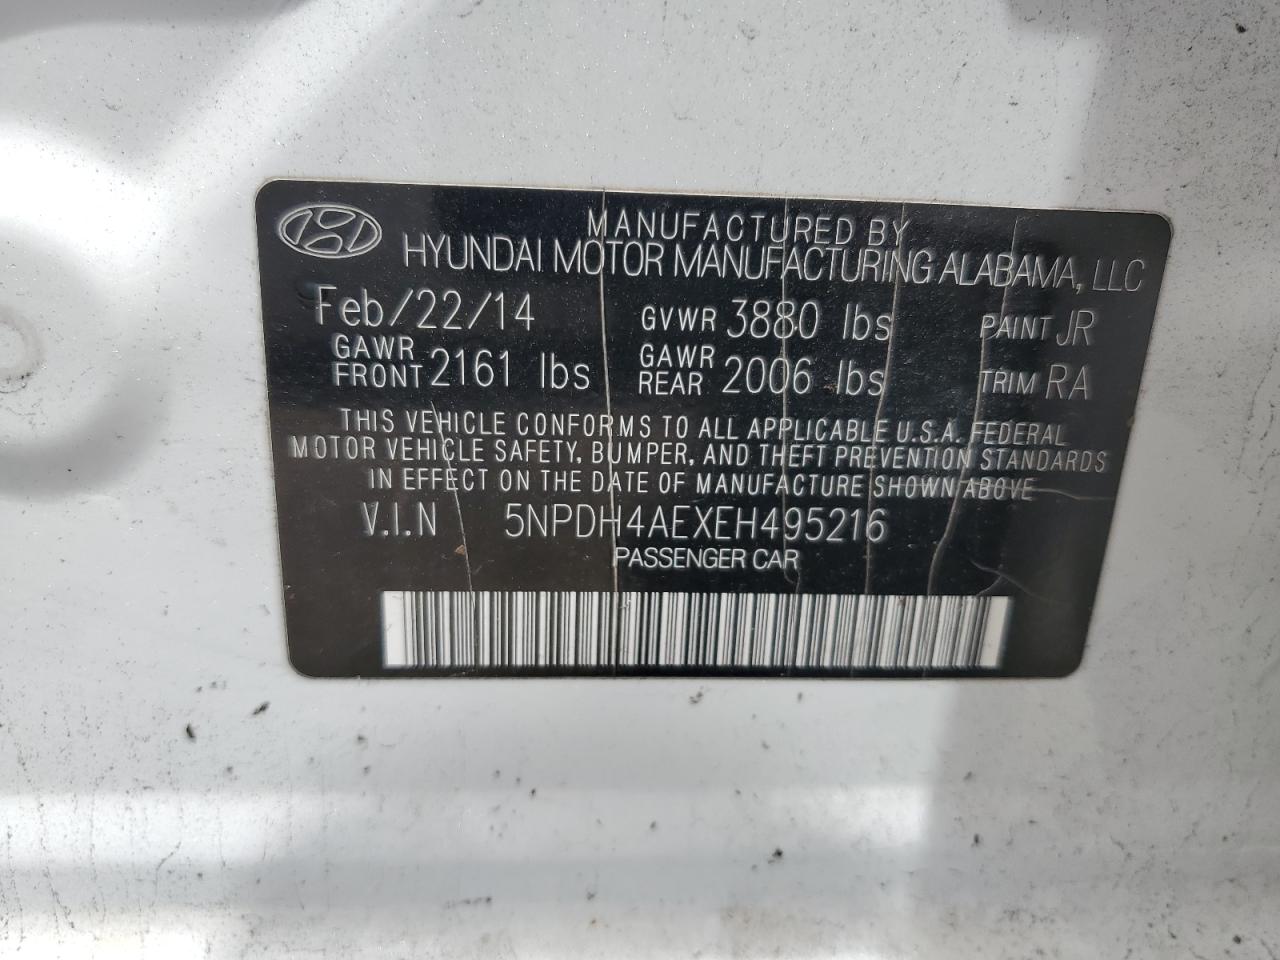 MANUFACTURED BY
HYUNDAI MOTOR MANUFACTURING ALABAMA, LLC
Feb/22/14 GVWR 3880 lbs PAINT JR
GAWR FRONT 2161 lbs GAWR REAR 2006 lbs TRIM RA
THIS VEHICLE CONFORMS TO ALL APPLICABLE U.S.A. FEDERAL
MOTOR VEHICLE SAFETY, BUMPER, AND THEFT PREVENTION STANDARDS
IN EFFECT ON THE DATE OF MANUFACTURE SHOWN ABOVE
V.I.N 5NPDH4AEXEH495216
PASSENGER CAR